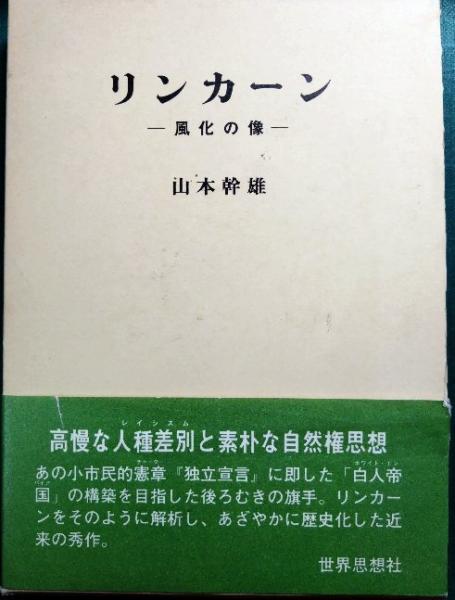 リンカーン
―風化の像―
山本幹雄
高慢な人種差別と素朴な自然権思想
あの小市民的憲章『独立宣言』に即した「白人帝
国」の構築を目指した後ろむきの旗手。リンカー
ンをそのように解析し、あざやかに歴史化した近
来の秀作。
世界思想社